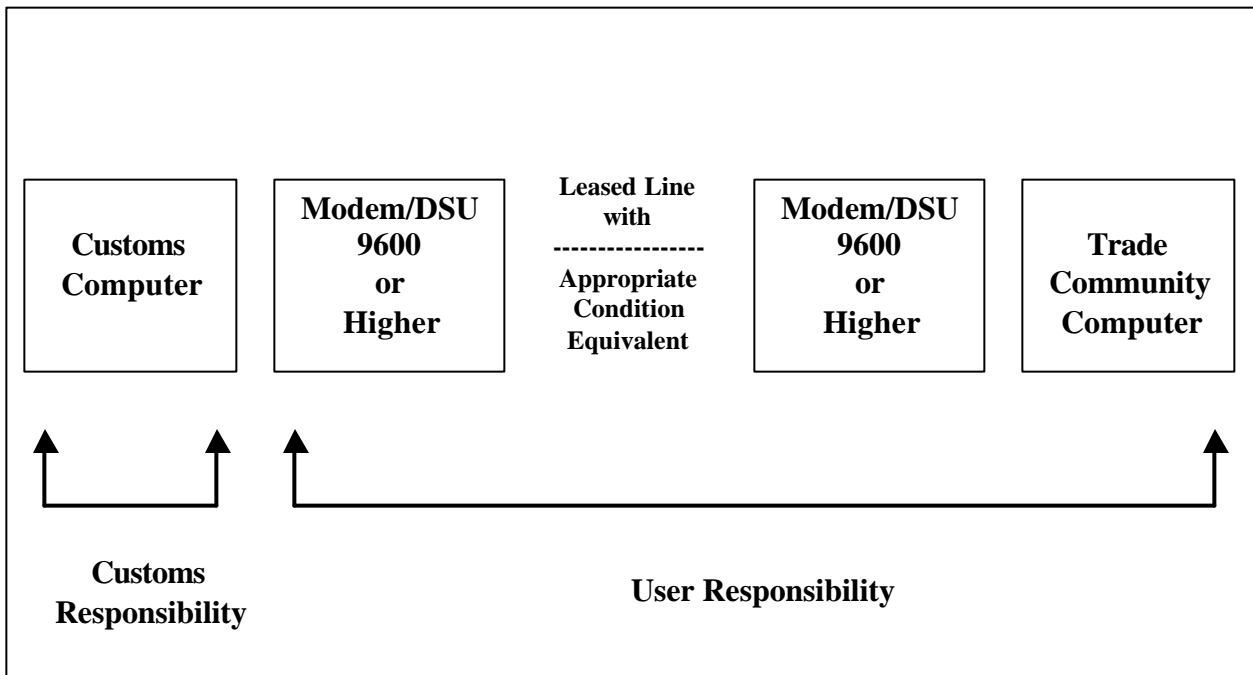 Customs
Computer
Modem/DSU
9600
or
Higher
Leased Line
with
-----------------
Appropriate
Condition
Equivalent
Modem/DSU
9600
or
Higher
Trade
Community
Computer
Customs
Responsibility
User Responsibility